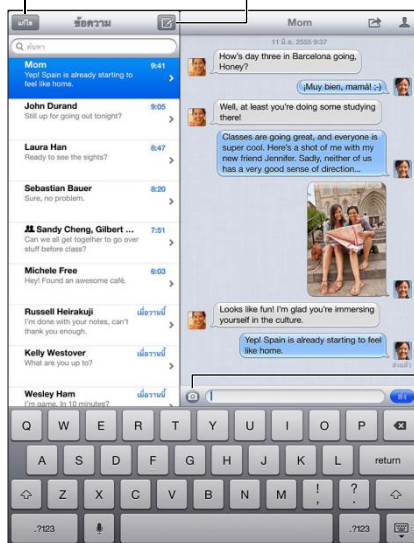 แก้ไข
ข้อความ
ค้นหา
Mom 9:41
Yep! Spain is already starting to
feel like home.
John Durand 9:05
Still up for going out tonight?
Laura Han 8:47
Ready to see the sights?
Sebastian Bauer 8:20
Sure, no problem.
Sandy Cheng, Gilbert ... 7:51
Can we all get together to go over
stuff before class?
Michele Free 6:03
Hey! Found an awesome café.
Russell Heirakuji เมื่อวานนี้
I'm done with your notes, can't
thank you enough.
Kelly Westover เมื่อวานนี้
What are you up to?
Wesley Ham เมื่อวานนี้
I'm game. In 10 minutes?
Mom
11 มิ.ย. 2555 9:37
How's day three in Barcelona going,
Honey?
¡Muy bien, mamá! ;-)
Well, at least you're doing some studying
there!
Classes are going great, and everyone is
super cool. Here's a shot of me with my
new friend Jennifer. Sadly, neither of us
has a very good sense of direction...
Looks like fun! I'm glad you're immersing
yourself in the culture.
Yep! Spain is already starting to feel
like home.
ส่งแล้ว
ส่ง
Q W E R T Y U I O P
A S D F G H J K L return
Z X C V B N M ! , ? .
.?123 .?123